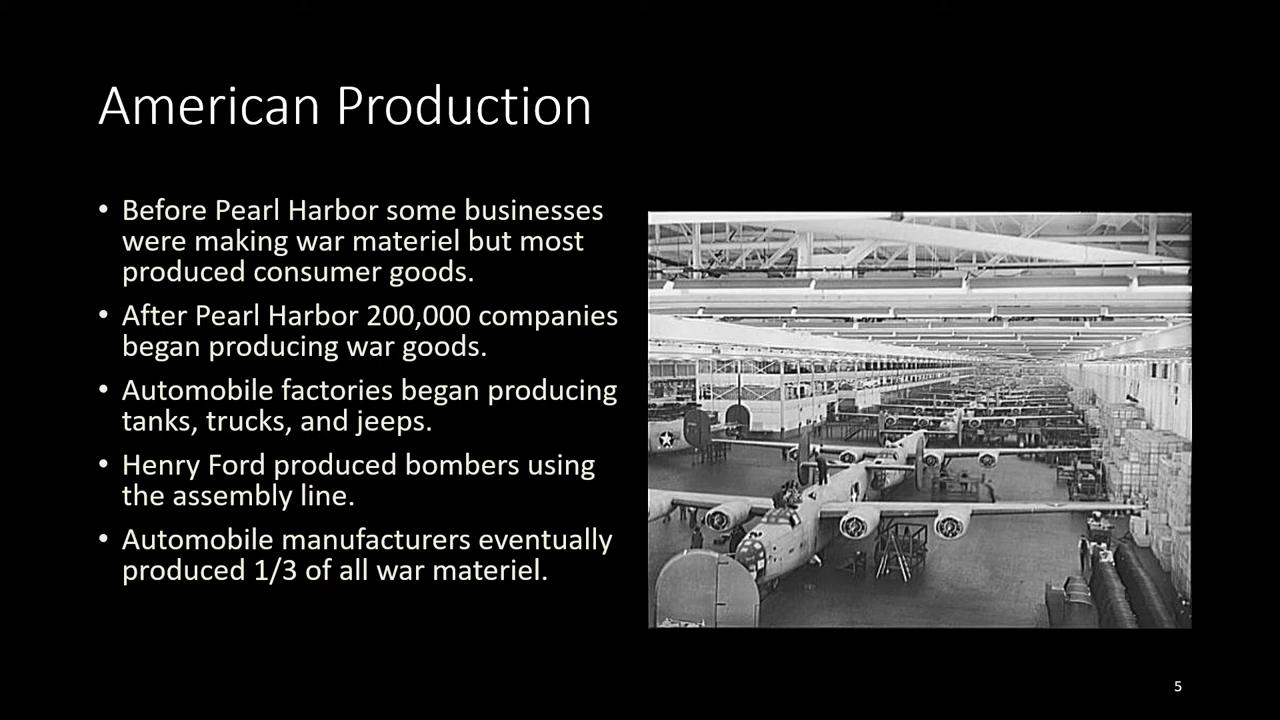 American Production
• Before Pearl Harbor some businesses
were making war materiel but most
produced consumer goods.
• After Pearl Harbor 200,000 companies
began producing war goods.
• Automobile factories began producing
tanks, trucks, and jeeps.
• Henry Ford produced bombers using
the assembly line.
• Automobile manufacturers eventually
produced 1/3 of all war materiel.
5